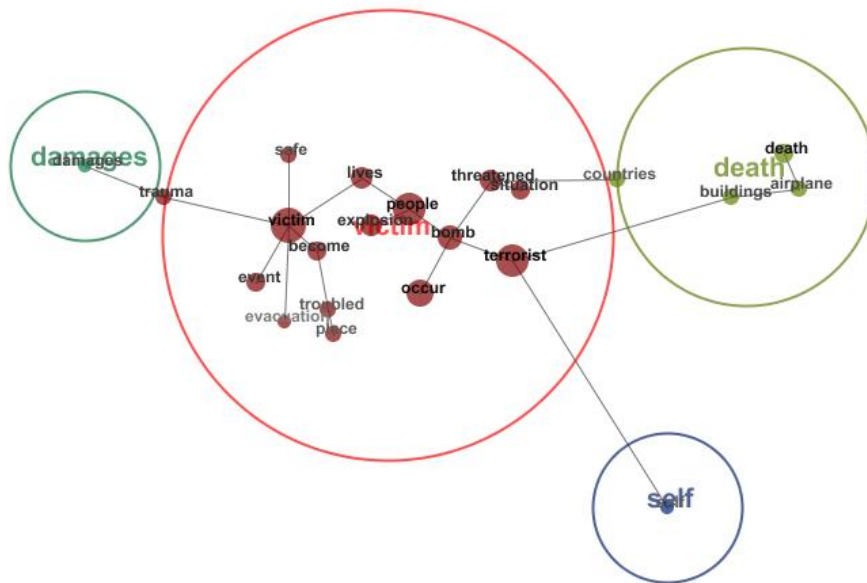 damages
damages
trauma
safe
lives
victim
people
explosion
victim
become
event
evacuation
troubled
piece
threatened
situation
bomb
occur
terrorist
countries
death
death
airplane
buildings
self